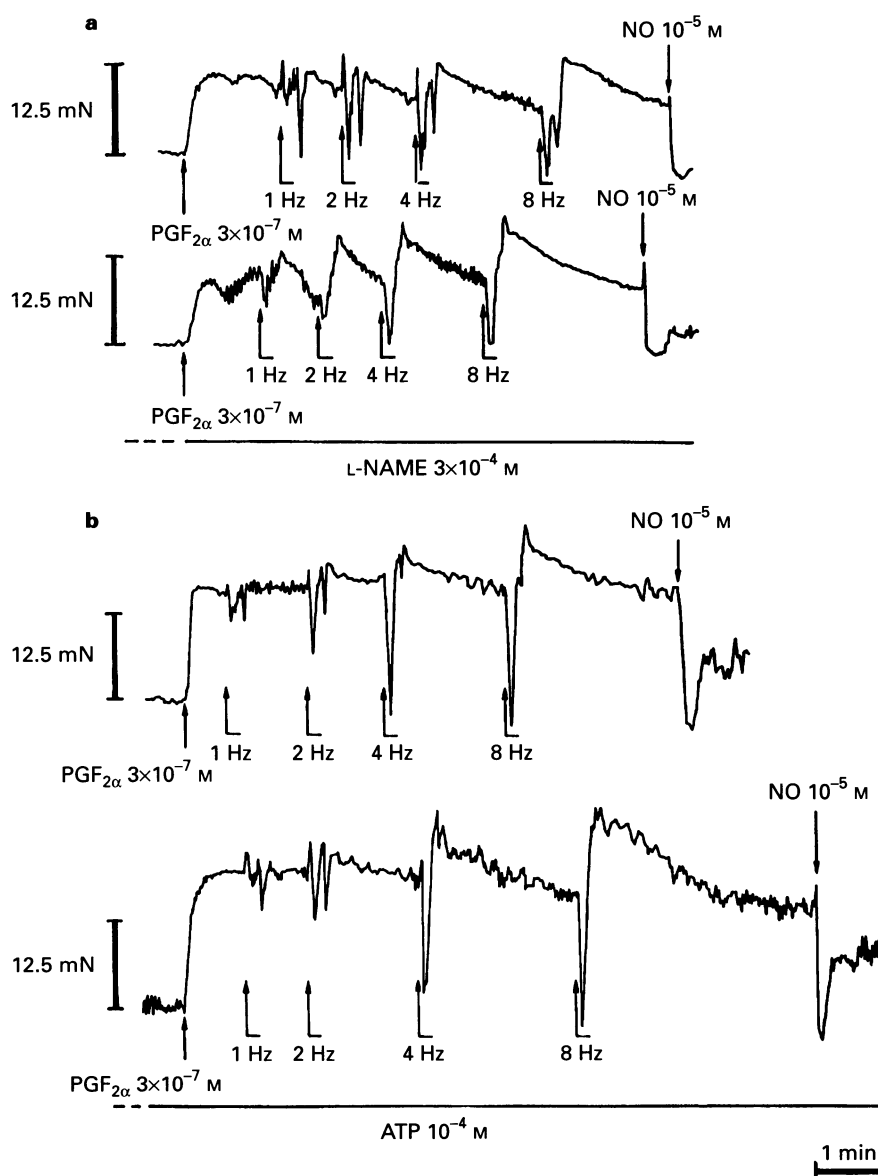 a
NO 10⁻⁵ M
12.5 mN
1 Hz 2 Hz 4 Hz 8 Hz
PGF₂α 3×10⁻⁷ M
NO 10⁻⁵ M
12.5 mN
1 Hz 2 Hz 4 Hz 8 Hz
PGF₂α 3×10⁻⁷ M
L-NAME 3×10⁻⁴ M
b
NO 10⁻⁵ M
12.5 mN
1 Hz 2 Hz 4 Hz 8 Hz
PGF₂α 3×10⁻⁷ M
NO 10⁻⁵ M
12.5 mN
1 Hz 2 Hz 4 Hz 8 Hz
PGF₂α 3×10⁻⁷ M
ATP 10⁻⁴ M
1 min